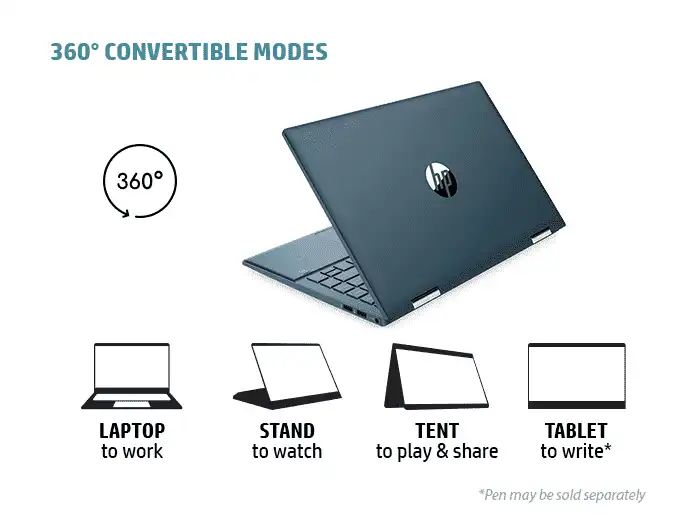 360° CONVERTIBLE MODES
360°
hp
LAPTOP
to work
STAND
to watch
TENT
to play & share
TABLET
to write*
*Pen may be sold separately